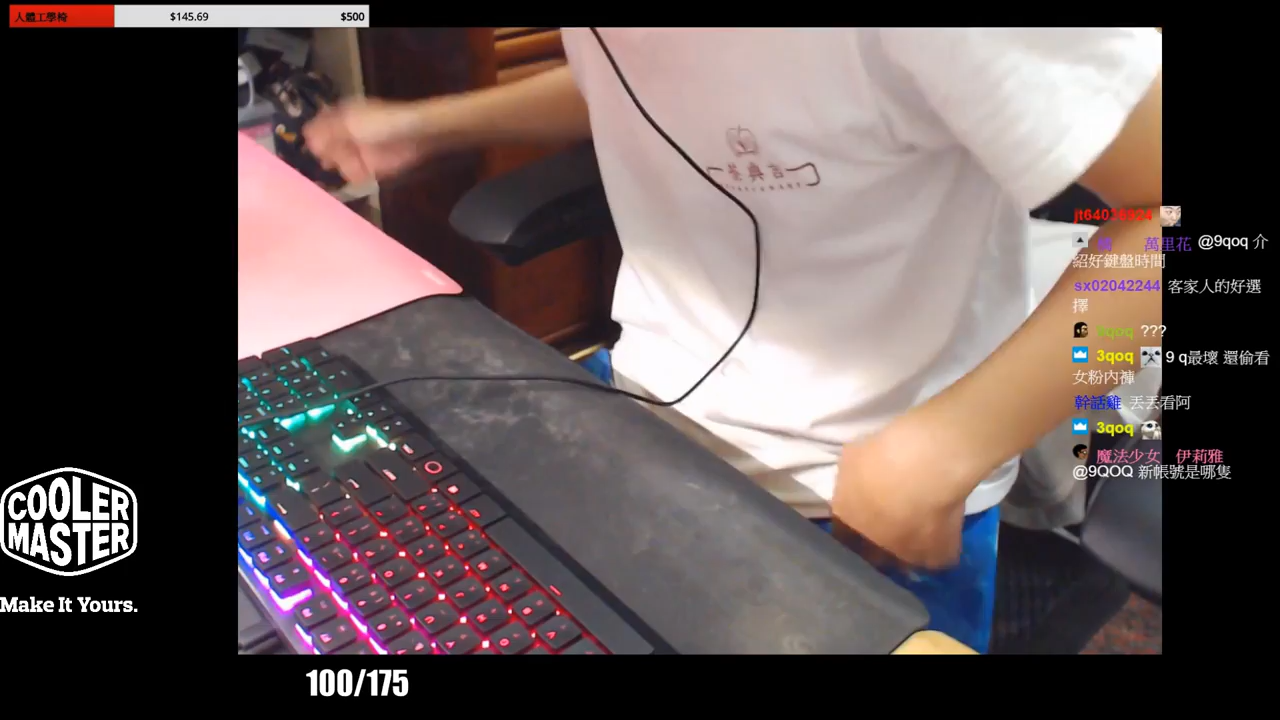 人體工學椅 $145.69 $500
jt64036924
萬里花 @9qoq 介
紹好鍵盤時間
sx02042244 客家人的好選
擇
3qoq ???
3qoq 9 q最壞 還偷看
女粉內褲
幹話雞 丟丟看阿
3qoq
魔法少女 伊莉雅
@9QOQ 新帳號是哪隻
COOLER
MASTER
Make It Yours.
100/175